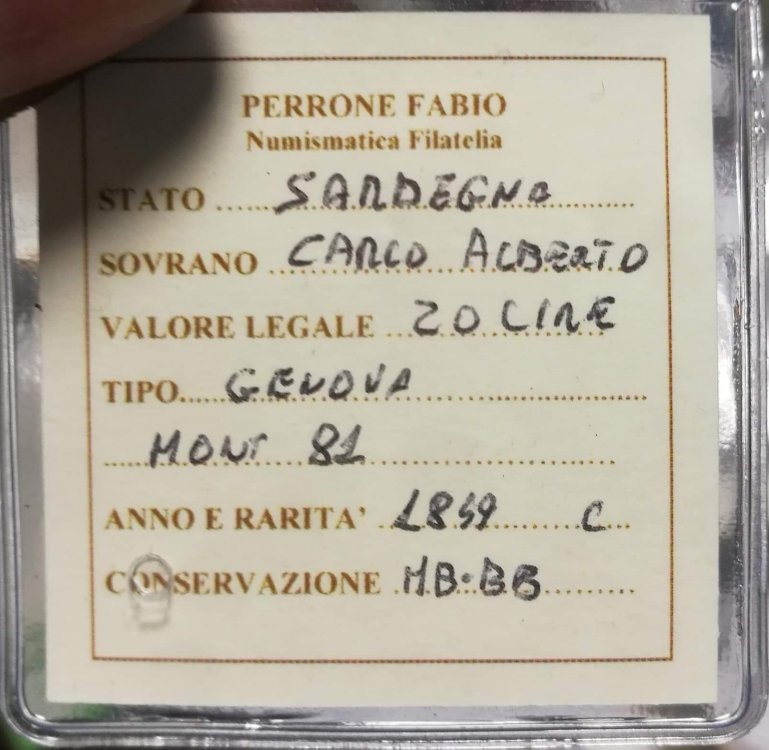 PERRONE FABIO
Numismatica Filatelia
STATO SARDEGNA
SOVRANO CARLO ALBERTO
VALORE LEGALE 20 LIRE
TIPO GENOVA
MONT 81
ANNO E RARITA' 1849 C
CONSERVAZIONE MB·BB